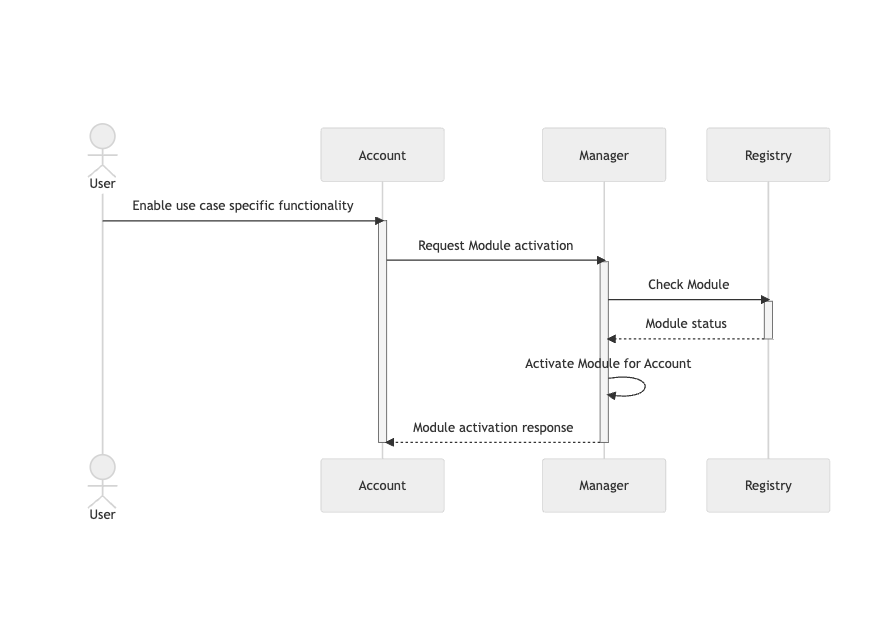 User
Account
Manager
Registry
Enable use case specific functionality
Request Module activation
Check Module
Module status
Activate Module for Account
Module activation response
User
Account
Manager
Registry